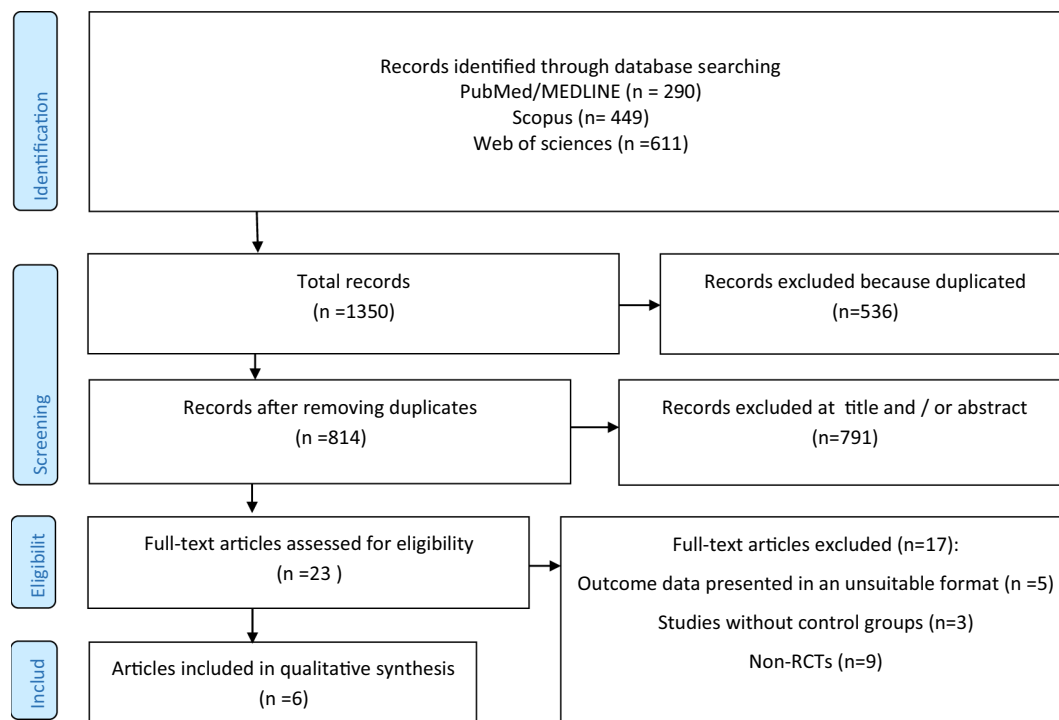 Identification
Records identified through database searching
PubMed/MEDLINE (n = 290)
Scopus (n= 449)
Web of sciences (n =611)
Screening
Total records
(n =1350)
Records excluded because duplicated
(n=536)
Records after removing duplicates
(n =814)
Records excluded at title and / or abstract
(n=791)
Eligibilit
Full-text articles assessed for eligibility
(n =23 )
Full-text articles excluded (n=17):
Outcome data presented in an unsuitable format (n =5)
Studies without control groups (n=3)
Non-RCTs (n=9)
Includ
Articles included in qualitative synthesis
(n =6)